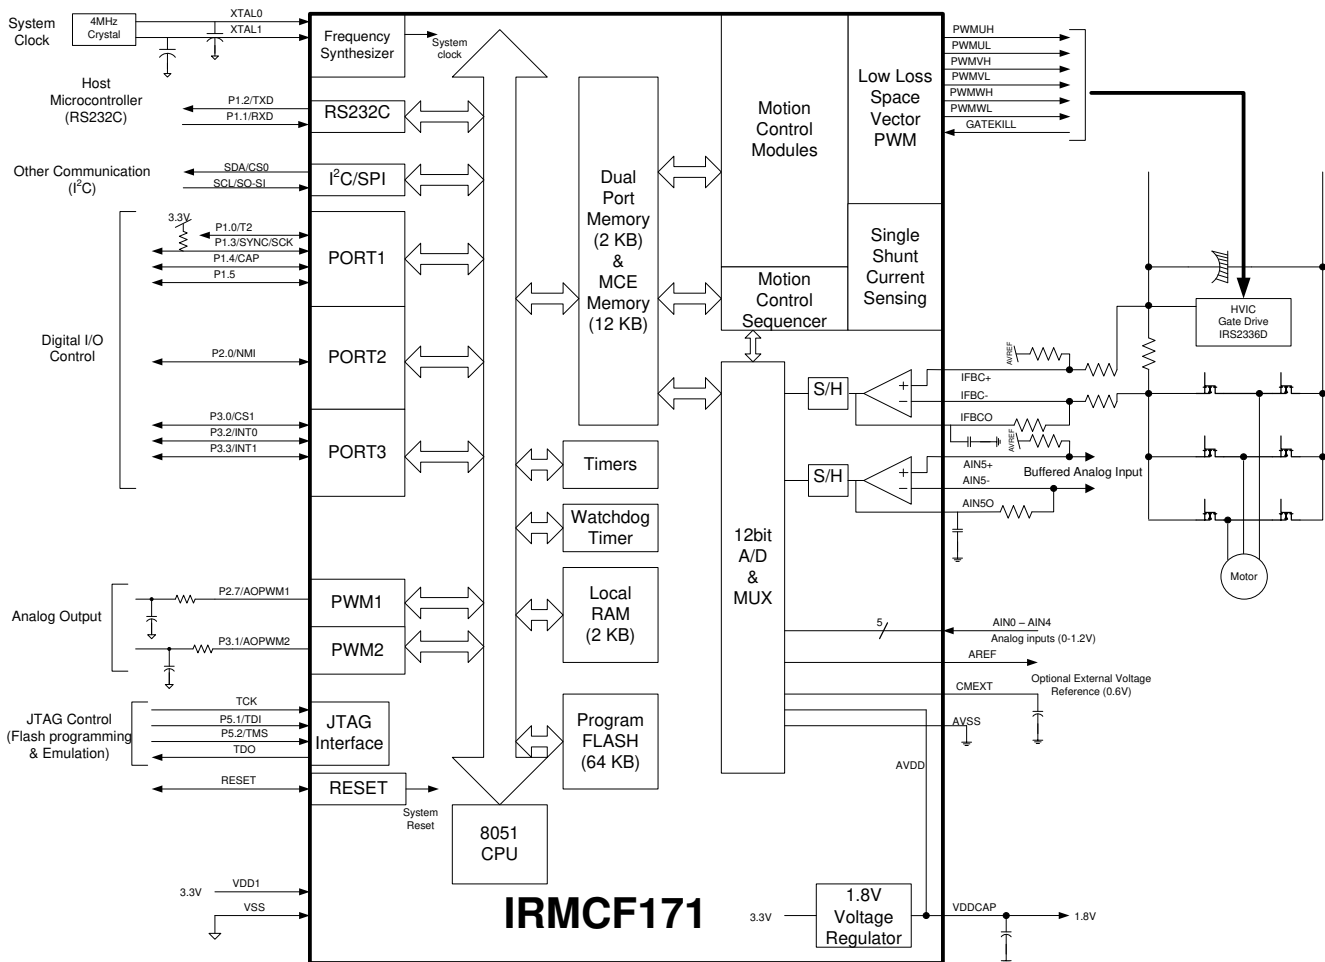 System
Clock
4MHz
Crystal
XTAL0
XTAL1
Frequency
Synthesizer
System
clock
Host
Microcontroller
(RS232C)
P1.2/TXD
P1.1/RXD
RS232C
Other Communication
(I²C)
SDA/CS0
SCL/SO-SI
I²C/SPI
Digital I/O
Control
3.3V
P1.0/T2
P1.3/SYNC/SCK
P1.4/CAP
P1.5
PORT1
P2.0/NMI
PORT2
P3.0/CS1
P3.2/INT0
P3.3/INT1
PORT3
Analog Output
P2.7/AOPWM1
PWM1
P3.1/AOPWM2
PWM2
JTAG Control
(Flash programming
& Emulation)
TCK
P5.1/TDI
P5.2/TMS
TDO
JTAG
Interface
RESET
RESET
System
Reset
3.3V
VDD1
VSS
8051
CPU
Dual
Port
Memory
(2 KB)
&
MCE
Memory
(12 KB)
Timers
Watchdog
Timer
Local
RAM
(2 KB)
Program
FLASH
(64 KB)
Motion
Control
Modules
Motion
Control
Sequencer
Low Loss
Space
Vector
PWM
Single
Shunt
Current
Sensing
12bit
A/D
&
MUX
S/H
+
−
S/H
+
−
PWMUH
PWMUL
PWMVH
PWMVL
PWMWH
PWMWL
GATEKILL
HVIC
Gate Drive
IRS2336D
AVREF
IFBC+
IFBC-
IFBCO
AVREF
AIN5+
AIN5-
AIN5O
Buffered Analog Input
Motor
5
AIN0 – AIN4
Analog inputs (0-1.2V)
AREF
Optional External Voltage
Reference (0.6V)
CMEXT
AVSS
AVDD
IRMCF171
3.3V
1.8V
Voltage
Regulator
VDDCAP
1.8V